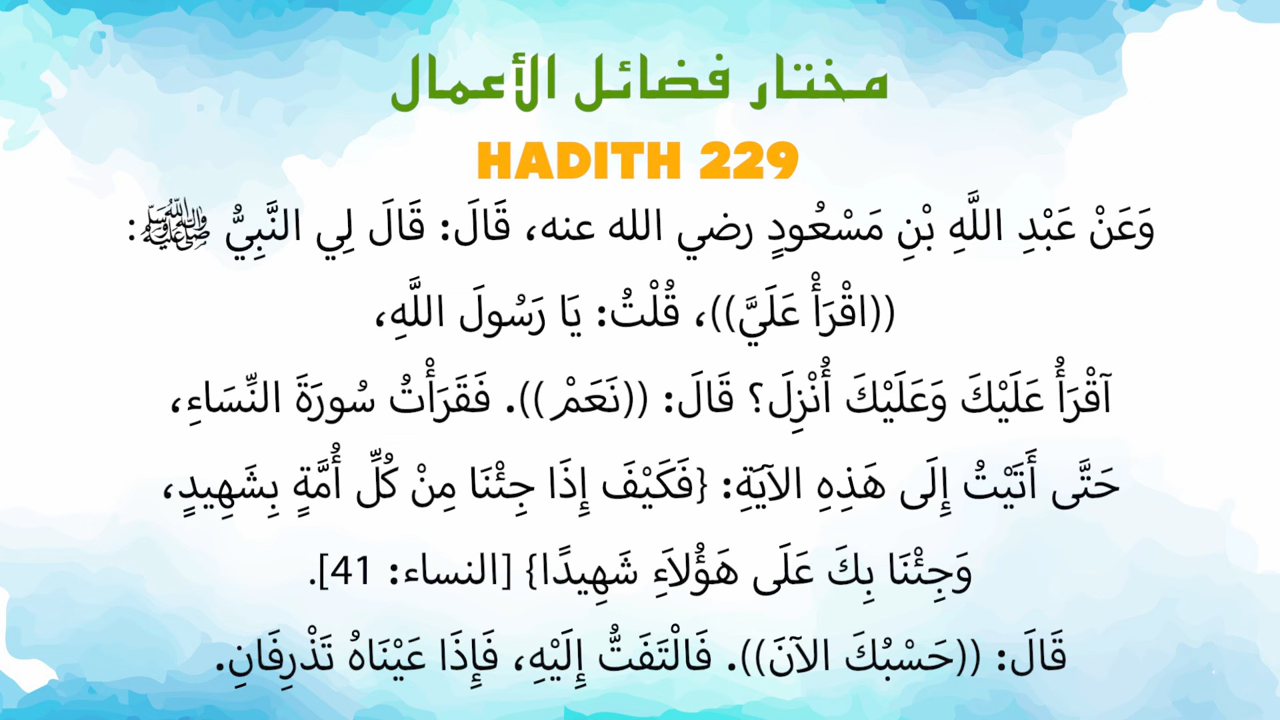 مختار فضائل الأعمال
HADITH 229
وَعَنْ عَبْدِ اللَّهِ بْنِ مَسْعُودٍ رضي الله عنه، قَالَ: قَالَ لِي النَّبِيُّ ﷺ:
((اقْرَأْ عَلَيَّ))، قُلْتُ: يَا رَسُولَ اللَّهِ،
آقْرَأُ عَلَيْكَ وَعَلَيْكَ أُنْزِلَ؟ قَالَ: ((نَعَمْ)). فَقَرَأْتُ سُورَةَ النِّسَاءِ،
حَتَّى أَتَيْتُ إِلَى هَذِهِ الآيَةِ: {فَكَيْفَ إِذَا جِئْنَا مِنْ كُلِّ أُمَّةٍ بِشَهِيدٍ،
وَجِئْنَا بِكَ عَلَى هَؤُلاَءِ شَهِيدًا} [النساء: 41].
قَالَ: ((حَسْبُكَ الآنَ)). فَالْتَفَتُّ إِلَيْهِ، فَإِذَا عَيْنَاهُ تَذْرِفَانِ.